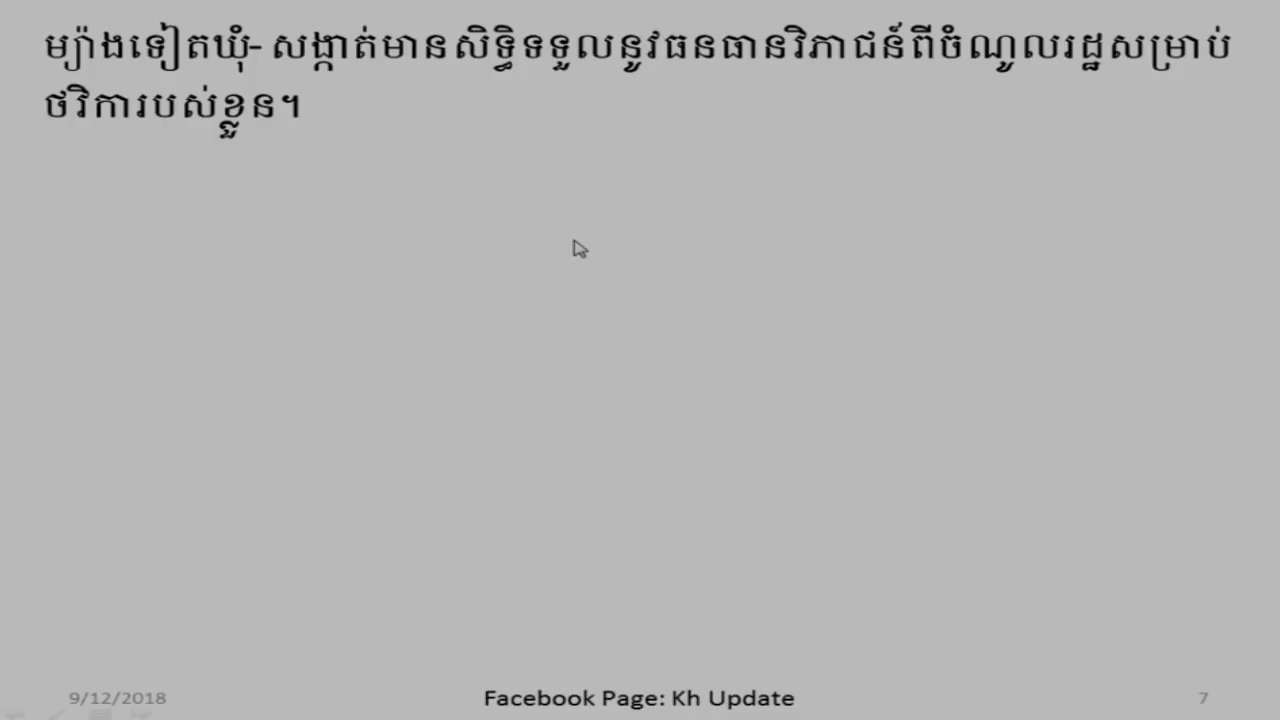 ម្យ៉ាងទៀតឃុំ- សង្កាត់មានសិទ្ធិទទួលនូវធនធានវិភាជន៍ពីចំណូលរដ្ឋសម្រាប់
ថវិការបស់ខ្លួន។
9/12/2018
Facebook Page: Kh Update
7